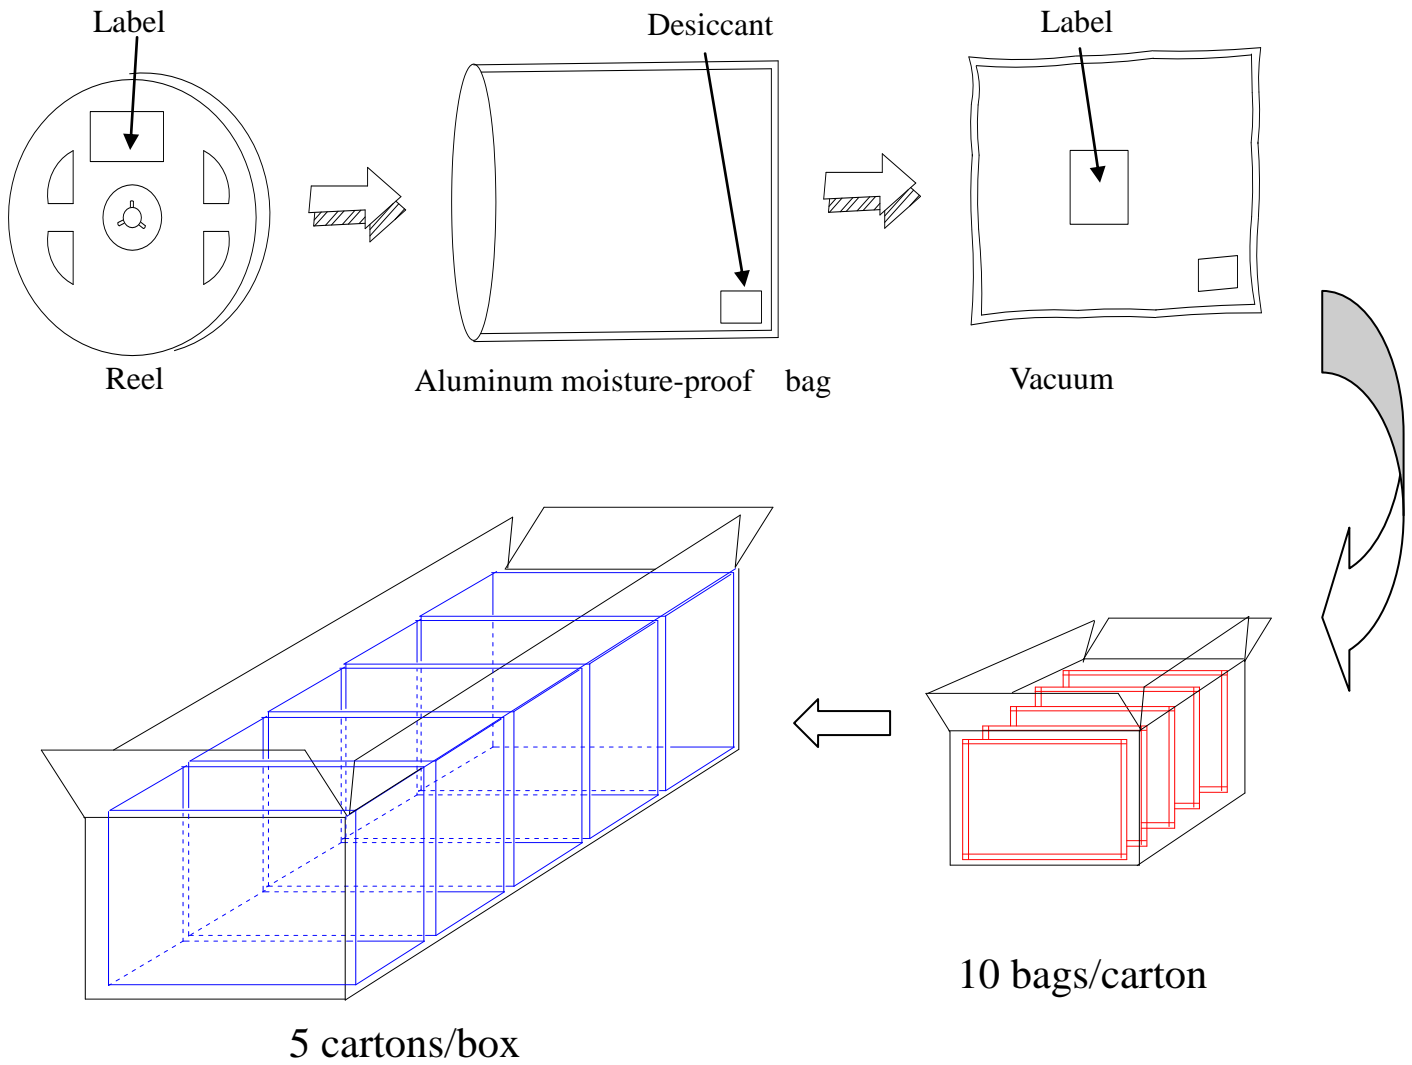 Label
Desiccant
Label
Reel
Aluminum moisture-proof bag
Vacuum
10 bags/carton
5 cartons/box